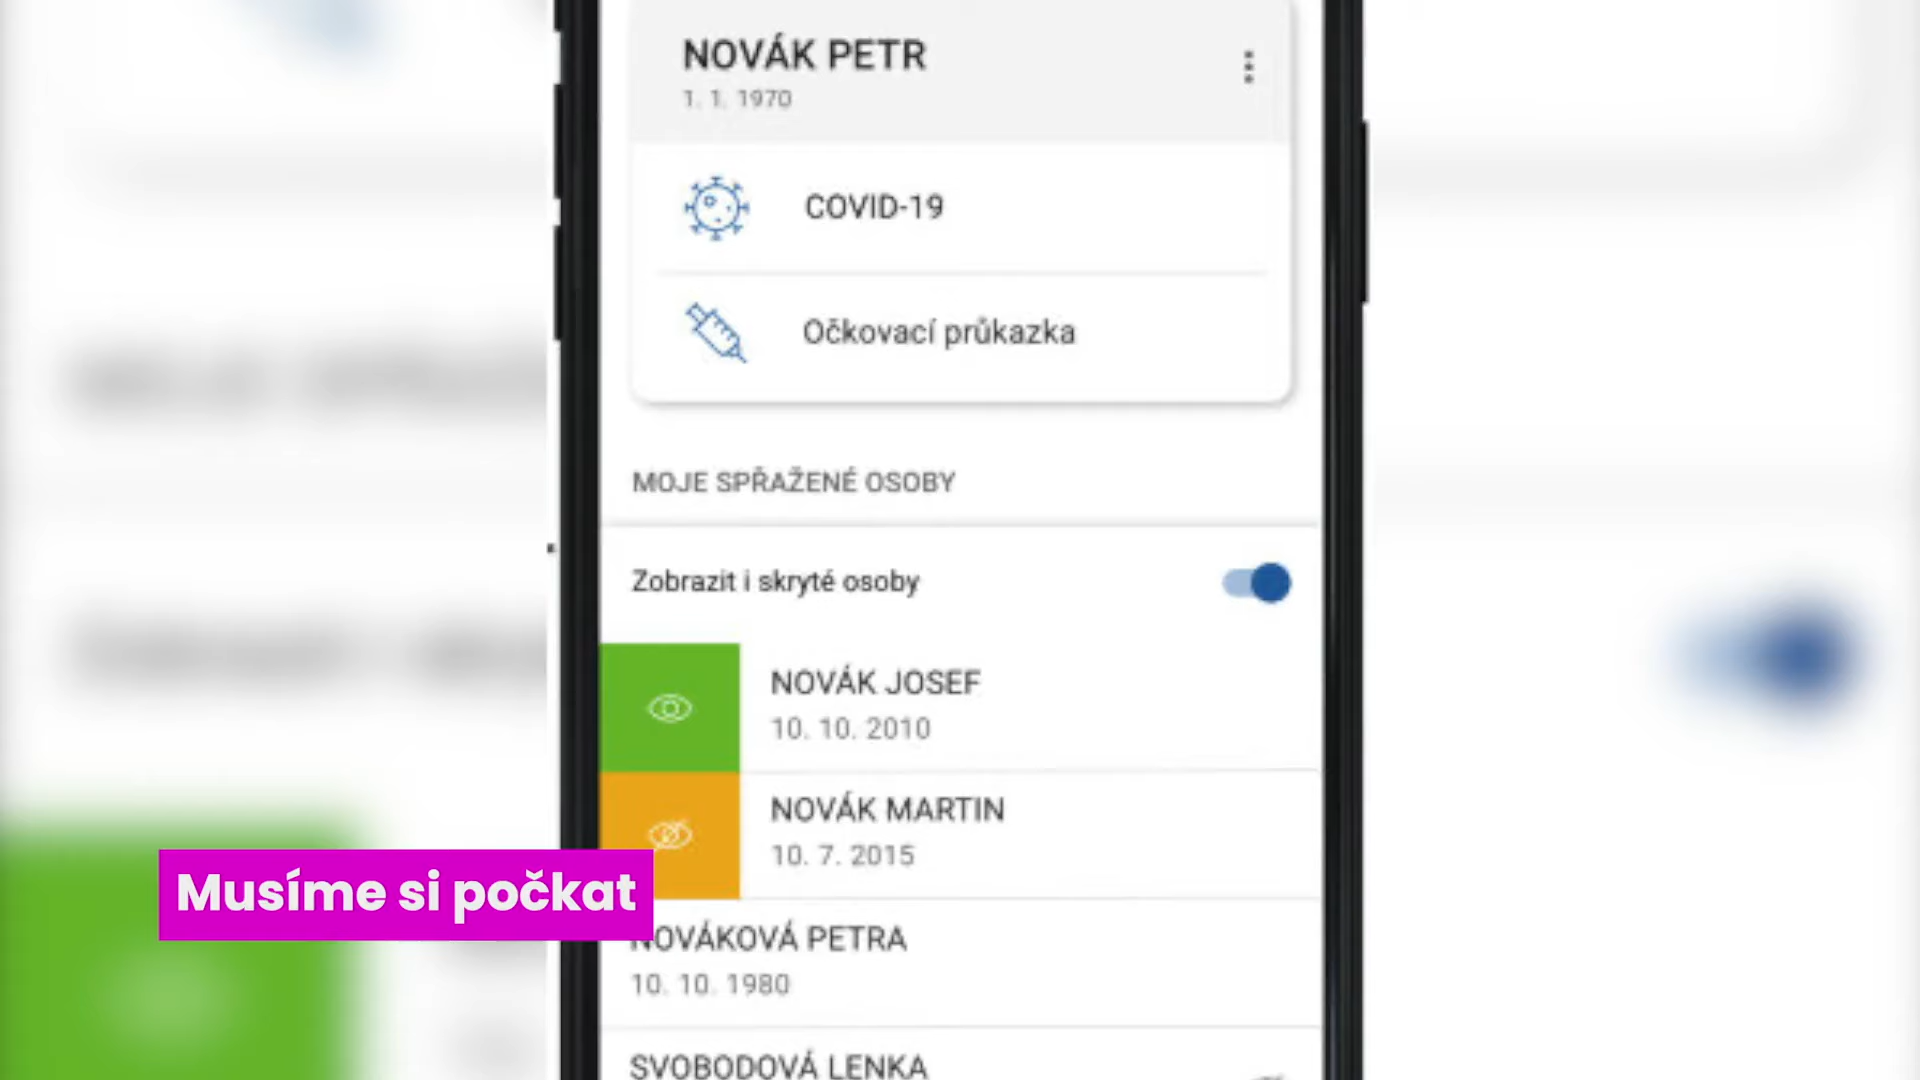 NOVÁK PETR
1. 1. 1970
COVID-19
Očkovací průkazka
MOJE SPŘAŽENÉ OSOBY
Zobrazit i skryté osoby
NOVÁK JOSEF
10. 10. 2010
NOVÁK MARTIN
10. 7. 2015
Musíme si počkat
NOVÁKOVÁ PETRA
10. 10. 1980
SVOBODOVÁ LENKA